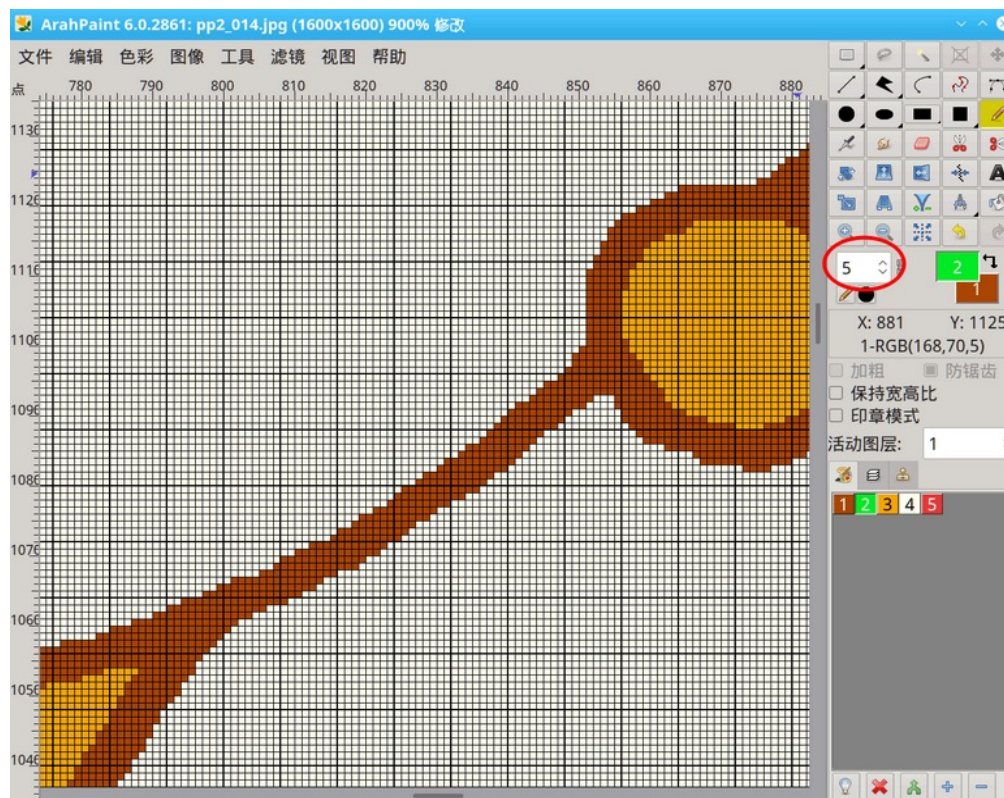 ArahPaint 6.0.2861: pp2_014.jpg (1600x1600) 900% 修改
文件 编辑 色彩 图像 工具 滤镜 视图 帮助
点
780 790 800 810 820 830 840 850 860 870 880
1130
1120
1110
1100
1090
1080
1070
1060
1050
1040
A
5
2
1
X: 881 Y: 1125
1-RGB(168,70,5)
加粗 防锯齿
保持宽高比
印章模式
活动图层: 1
1 2 3 4 5